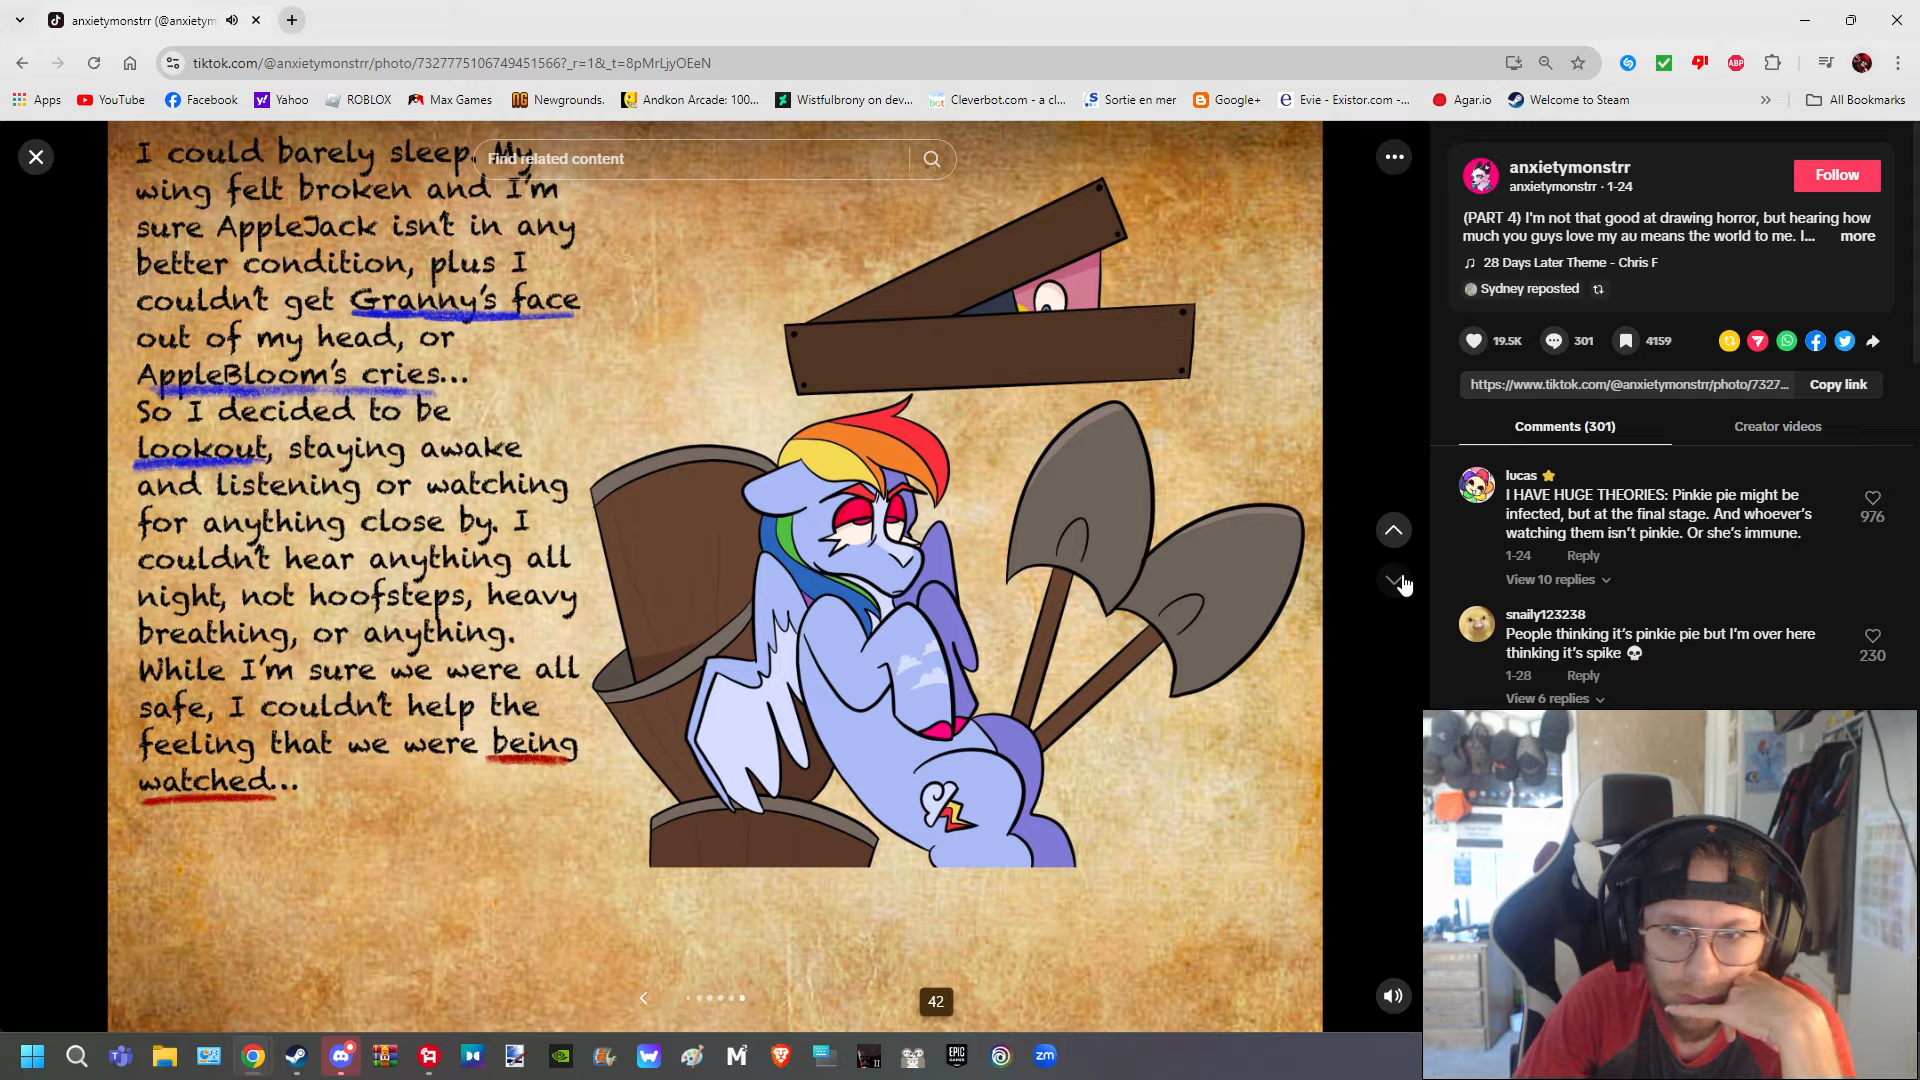 anxietymonstrr (@anxietym
tiktok.com/@anxietymonstrr/photo/7327775106749451566?_r=1&_t=8pMrLjyOEeN
ABP
Apps
YouTube
Facebook
Yahoo
ROBLOX
Max Games
Newgrounds.
Andkon Arcade: 100...
Wistfulbrony on dev...
Cleverbot.com - a cl...
Sortie en mer
Google+
Evie - Existor.com -...
Agar.io
Welcome to Steam
All Bookmarks
Find related content
I could barely sleep. My
wing felt broken and I'm
sure AppleJack isn't in any
better condition, plus I
couldn't get Granny's face
out of my head, or
AppleBloom's cries...
So I decided to be
lookout, staying awake
and listening or watching
for anything close by. I
couldn't hear anything all
night, not hoofsteps, heavy
breathing, or anything.
While I'm sure we were all
safe, I couldn't help the
feeling that we were being
watched...
42
anxietymonstrr
anxietymonstrr · 1-24
Follow
(PART 4) I'm not that good at drawing horror, but hearing how
much you guys love my au means the world to me. I... more
28 Days Later Theme - Chris F
Sydney reposted
19.5K
301
4159
https://www.tiktok.com/@anxietymonstrr/photo/7327...
Copy link
Comments (301)
Creator videos
lucas
I HAVE HUGE THEORIES: Pinkie pie might be
infected, but at the final stage. And whoever's
watching them isn't pinkie. Or she's immune.
976
1-24 Reply
View 10 replies
snaily123238
People thinking it's pinkie pie but I'm over here
thinking it's spike 💀
230
1-28 Reply
View 6 replies
EPIC
GAMES
zm